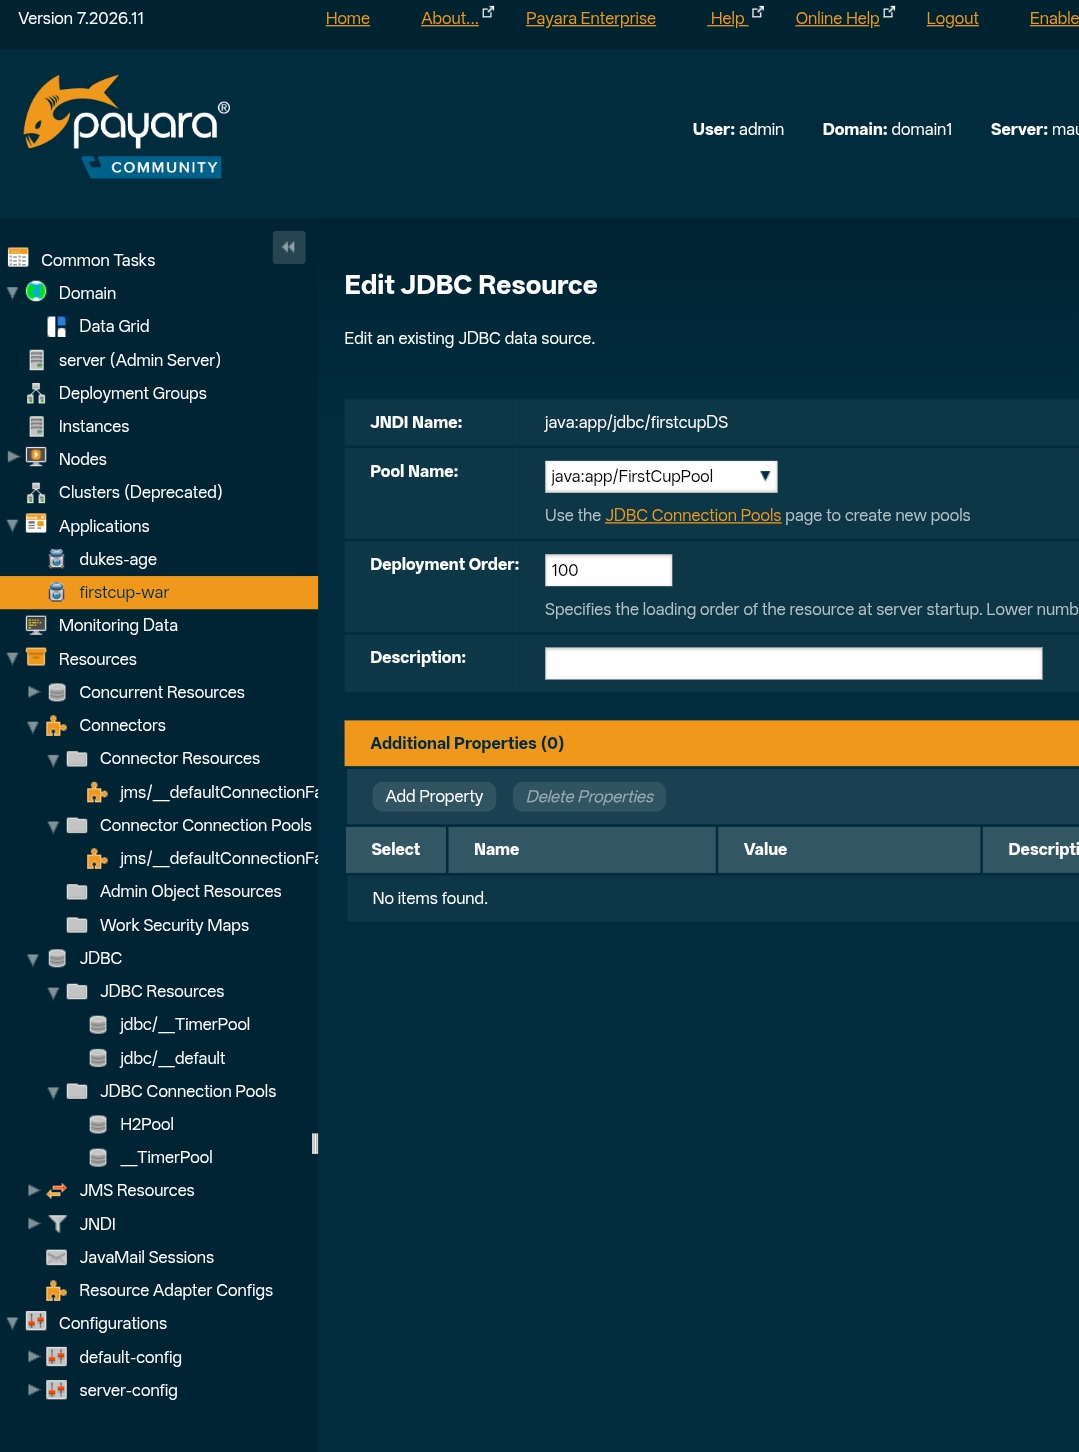 Version 7.2026.11 Home About... Payara Enterprise Help Online Help Logout Enable
payara®
COMMUNITY
User: admin Domain: domain1 Server: mau
Common Tasks
Domain
Data Grid
server (Admin Server)
Deployment Groups
Instances
Nodes
Clusters (Deprecated)
Applications
dukes-age
firstcup-war
Monitoring Data
Resources
Concurrent Resources
Connectors
Connector Resources
jms/__defaultConnectionFa
Connector Connection Pools
jms/__defaultConnectionFa
Admin Object Resources
Work Security Maps
JDBC
JDBC Resources
jdbc/__TimerPool
jdbc/__default
JDBC Connection Pools
H2Pool
__TimerPool
JMS Resources
JNDI
JavaMail Sessions
Resource Adapter Configs
Configurations
default-config
server-config
Edit JDBC Resource
Edit an existing JDBC data source.
JNDI Name: java:app/jdbc/firstcupDS
Pool Name: java:app/FirstCupPool
Use the JDBC Connection Pools page to create new pools
Deployment Order: 100
Specifies the loading order of the resource at server startup. Lower numb
Description:
Additional Properties (0)
Add Property Delete Properties
Select Name Value Descripti
No items found.